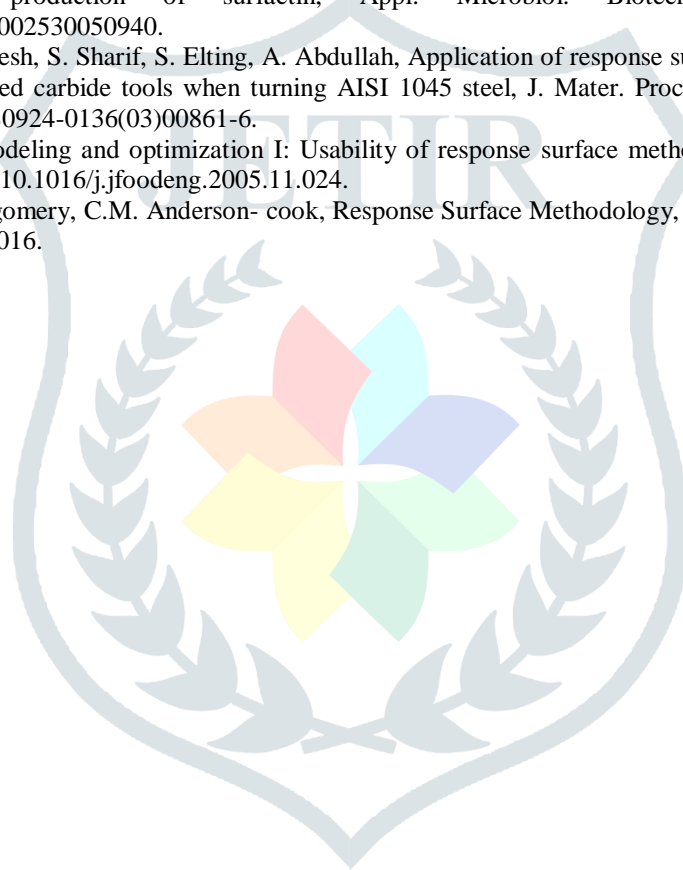 production of surfactin, Appl. Microbiol. Biotec
002530050940.
esh, S. Sharif, S. Elting, A. Abdullah, Application of response su
ed carbide tools when turning AISI 1045 steel, J. Mater. Proc
0924-0136(03)00861-6.
odeling and optimization I: Usability of response surface metho
10.1016/j.jfoodeng.2005.11.024.
gomery, C.M. Anderson- cook, Response Surface Methodology,
016.
JETIR